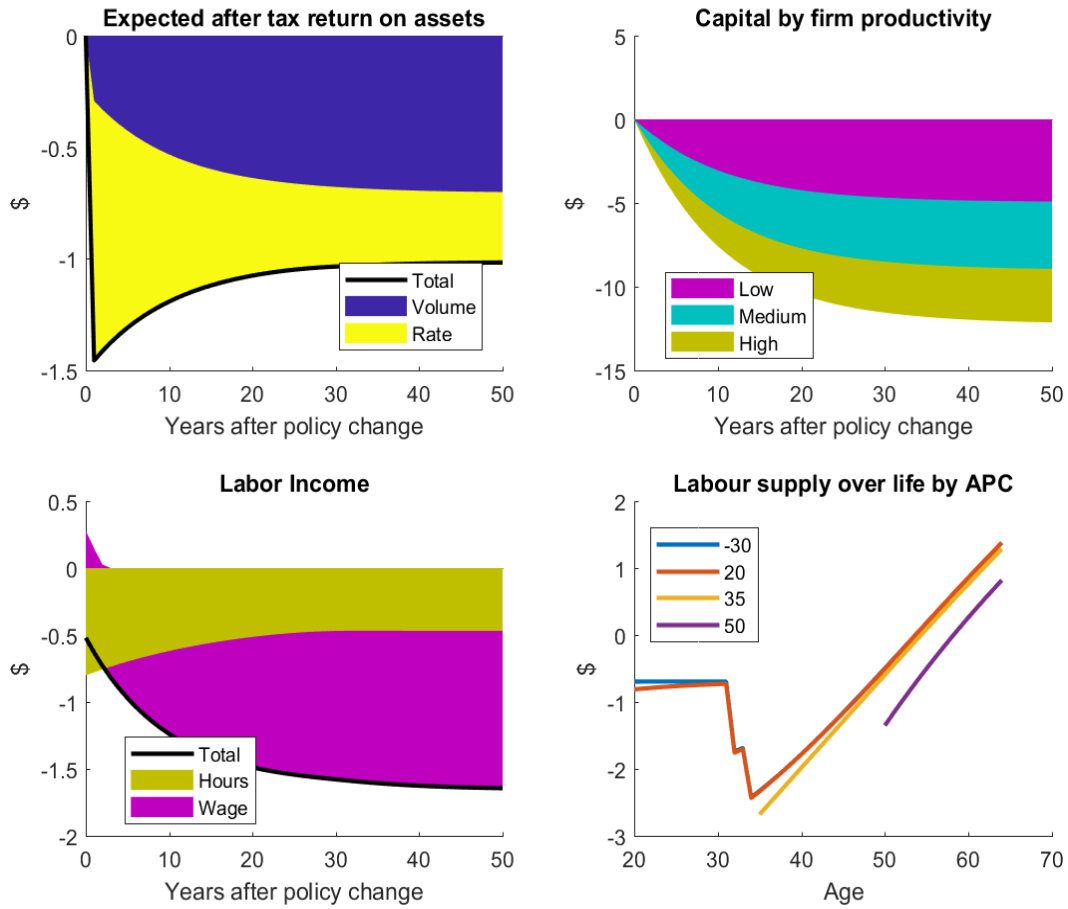 Expected after tax return on assets
0
-0.5
-1
-1.5
$
Total
Volume
Rate
0 10 20 30 40 50
Years after policy change
Capital by firm productivity
5
0
-5
-10
-15
$
Low
Medium
High
0 10 20 30 40 50
Years after policy change
Labor Income
0.5
0
-0.5
-1
-1.5
-2
$
Total
Hours
Wage
0 10 20 30 40 50
Years after policy change
Labour supply over life by APC
2
1
0
-1
-2
-3
$
-30
20
35
50
20 30 40 50 60 70
Age